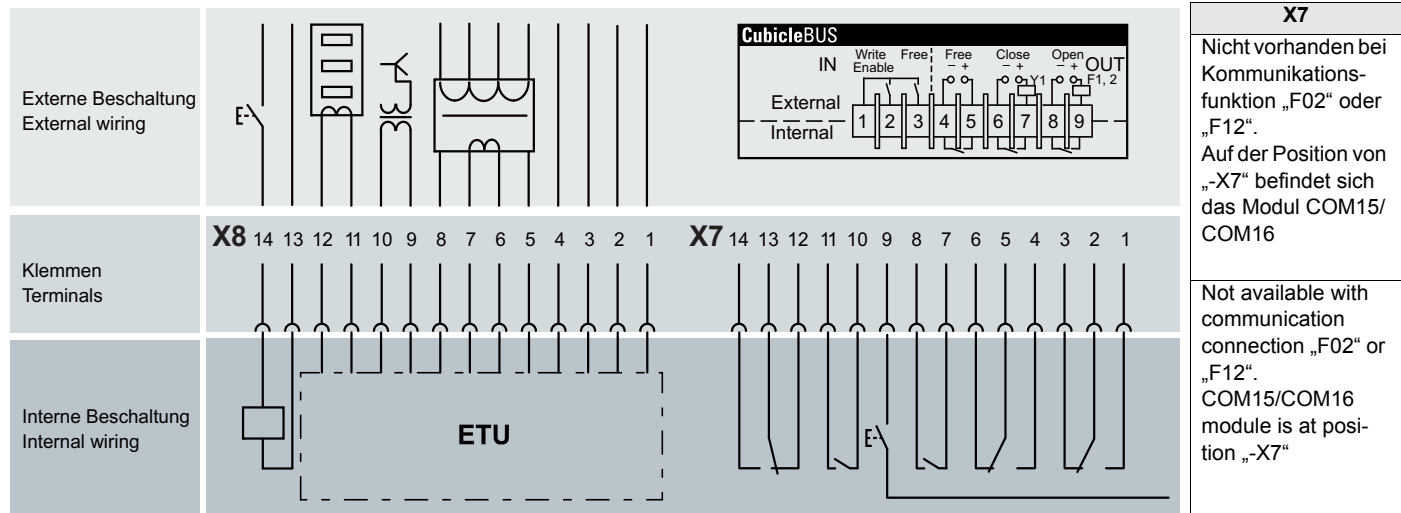 Externe Beschaltung
External wiring
CubicleBUS
IN
Write
Enable
Free
Free
– +
Close
– +
Open
– +
OUT
Y1
F1, 2
External
Internal
1 2 3 4 5 6 7 8 9
Klemmen
Terminals
X8 14 13 12 11 10 9 8 7 6 5 4 3 2 1
X7 14 13 12 11 10 9 8 7 6 5 4 3 2 1
Interne Beschaltung
Internal wiring
ETU
X7
Nicht vorhanden bei
Kommunikations-
funktion „F02“ oder
„F12“.
Auf der Position von
„-X7“ befindet sich
das Modul COM15/
COM16
Not available with
communication
connection „F02“ or
„F12“.
COM15/COM16
module is at posi-
tion „-X7“